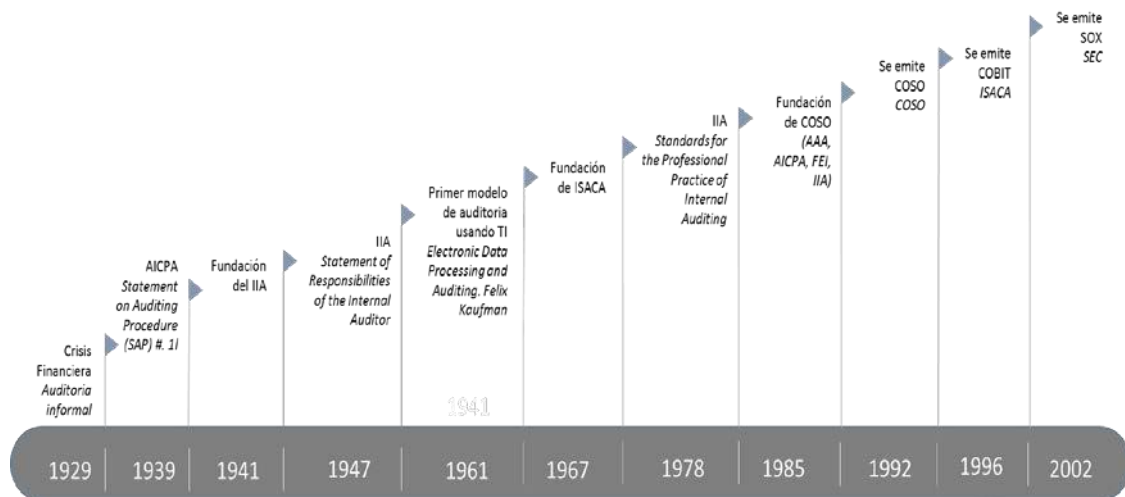 Crisis
Financiera
Auditoria
informal
AICPA
Statement
on Auditing
Procedure
(SAP) #. 1l
Fundación
del IIA
IIA
Statement of
Responsibilities
of the Internal
Auditor
Primer modelo
de auditoria
usando TI
Electronic Data
Processing and
Auditing. Felix
Kaufman
Fundación
de ISACA
IIA
Standards for
the Professional
Practice of
Internal
Auditing
Fundación
de COSO
(AAA,
AICPA, FEI,
IIA)
Se emite
COSO
COSO
Se emite
COBIT
ISACA
Se emite
SOX
SEC
1941
1929
1939
1941
1947
1961
1967
1978
1985
1992
1996
2002